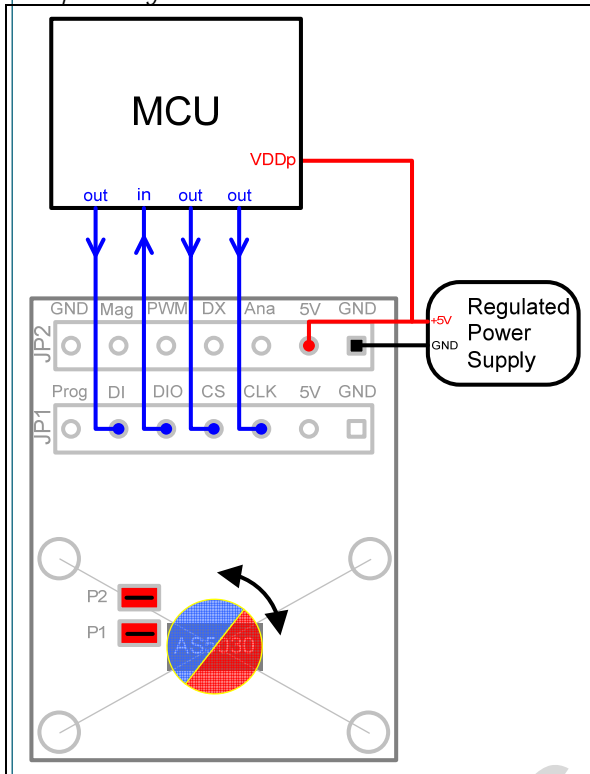 MCU
VDDp
out in out out
GND Mag PWM DX Ana 5V GND
JP2
Regulated
Power
Supply
+5V
GND
Prog DI DIO CS CLK 5V GND
JP1
P2
P1
AS5030